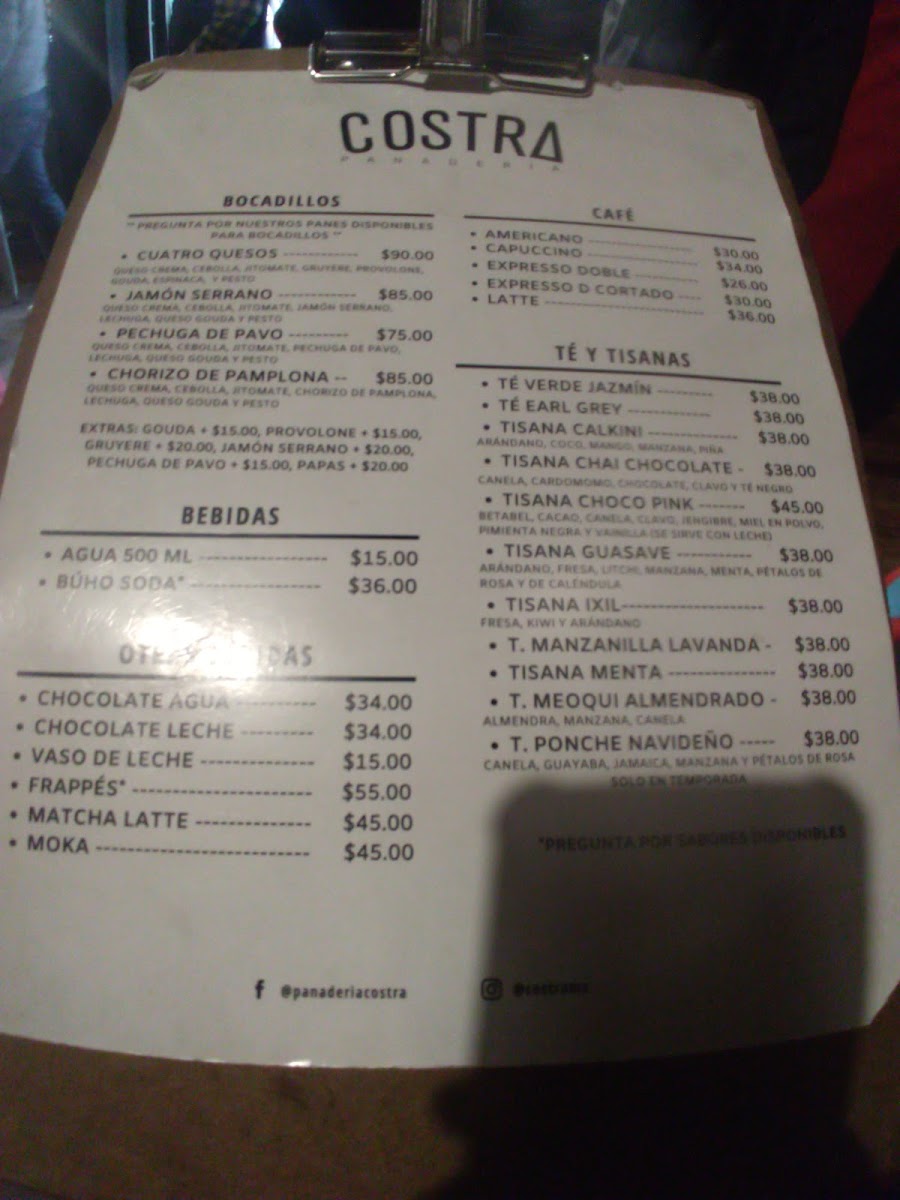 COSTRA
PANADERÍA
BOCADILLOS
** PREGUNTA POR NUESTROS PANES DISPONIBLES
PARA BOCADILLOS **
• CUATRO QUESOS ------------ $90.00
QUESO CREMA, CEBOLLA, JITOMATE, GRUYERE, PROVOLONE,
GOUDA, ESPINACA, Y PESTO
• JAMÓN SERRANO ------------ $85.00
QUESO CREMA, CEBOLLA, JITOMATE, JAMÓN SERRANO,
LECHUGA, QUESO GOUDA Y PESTO
• PECHUGA DE PAVO --------- $75.00
QUESO CREMA, CEBOLLA, JITOMATE, PECHUGA DE PAVO,
LECHUGA, QUESO GOUDA Y PESTO
• CHORIZO DE PAMPLONA -- $85.00
QUESO CREMA, CEBOLLA, JITOMATE, CHORIZO DE PAMPLONA,
LECHUGA, QUESO GOUDA Y PESTO
EXTRAS: GOUDA + $15.00, PROVOLONE + $15.00,
GRUYERE + $20.00, JAMÓN SERRANO + $20.00,
PECHUGA DE PAVO + $15.00, PAPAS + $20.00
BEBIDAS
• AGUA 500 ML ----------------- $15.00
• BÚHO SODA* ------------------ $36.00
• CHOCOLATE AGUA ---------- $34.00
• CHOCOLATE LECHE --------- $34.00
• VASO DE LECHE -------------- $15.00
• FRAPPÉS* ---------------------- $55.00
• MATCHA LATTE -------------- $45.00
• MOKA -------------------------- $45.00
CAFÉ
• AMERICANO ---------------- $30.00
• CAPUCCINO ---------------- $34.00
• EXPRESSO DOBLE --------- $26.00
• EXPRESSO D CORTADO ---- $30.00
• LATTE ---------------------- $36.00
TÉ Y TISANAS
• TÉ VERDE JAZMÍN --------- $38.00
• TÉ EARL GREY ------------- $38.00
• TISANA CALKINI ------------- $38.00
ARÁNDANO, COCO, MANGO, MANZANA, PIÑA
• TISANA CHAI CHOCOLATE - $38.00
CANELA, CARDOMOMO, CHOCOLATE, CLAVO Y TÉ NEGRO
• TISANA CHOCO PINK ------- $45.00
BETABEL, CACAO, CANELA, CLAVO, JENGIBRE, MIEL EN POLVO,
PIMIENTA NEGRA Y VAINILLA (SE SIRVE CON LECHE)
• TISANA GUASAVE ----------- $38.00
ARÁNDANO, FRESA, LITCHI, MANZANA, MENTA, PÉTALOS DE
ROSA Y DE CALÉNDULA
• TISANA IXIL-------------------- $38.00
FRESA, KIWI Y ARÁNDANO
• T. MANZANILLA LAVANDA - $38.00
• TISANA MENTA --------------- $38.00
• T. MEOQUI ALMENDRADO - $38.00
ALMENDRA, MANZANA, CANELA
• T. PONCHE NAVIDEÑO ----- $38.00
CANELA, GUAYABA, JAMAICA, MANZANA Y PÉTALOS DE ROSA
SOLO EN TEMPORADA
*PREGUNTA POR SABORES DISPONIBLES
@panaderiacostra